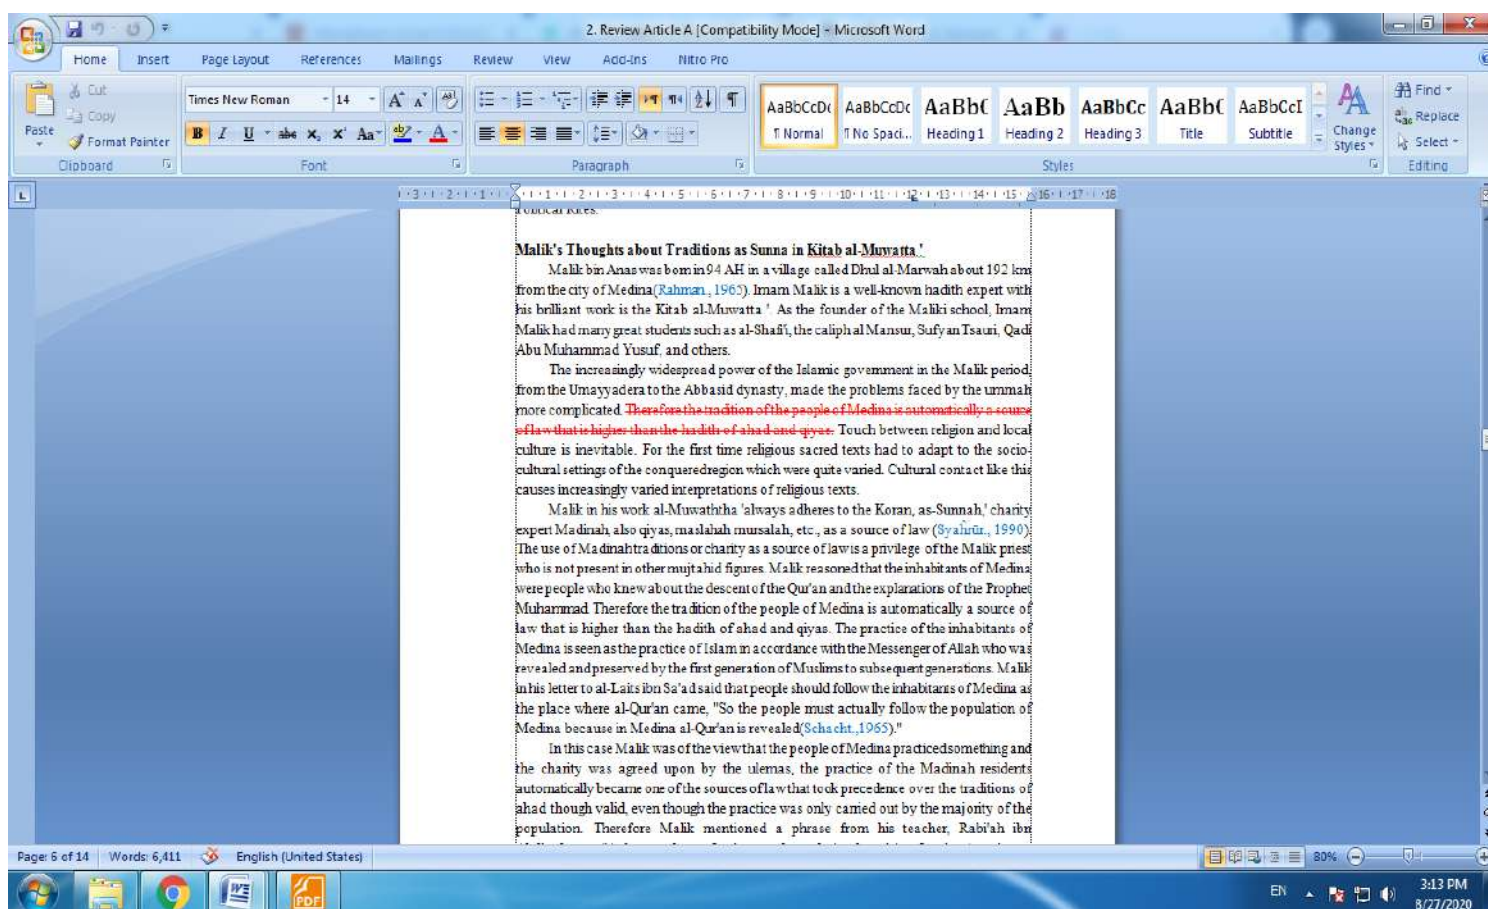 2. Review Article A [Compatibility Mode] - Microsoft Word
Home Insert Page Layout References Mailings Review View Add-Ins Nitro Pro
Paste
Cut
Copy
Format Painter
Clipboard
Times New Roman 14
Font
Paragraph
AaBbCcDc AaBbCcDc AaBbC AaBb AaBbCc AaBbC AaBbCcI
¶ Normal ¶ No Spaci... Heading 1 Heading 2 Heading 3 Title Subtitle
Change Styles
Styles
Find
Replace
Select
Editing
Malik's Thoughts about Traditions as Sunna in Kitab al-Muwatta '
Malik bin Anas was born in 94 AH in a village called Dhul al-Marwah about 192 km
from the city of Medina(Rahman., 1965). Imam Malik is a well-known hadith expert with
his brilliant work is the Kitab al-Muwatta '. As the founder of the Maliki school, Imam
Malik had many great students such as al-Shafi'i, the caliph al Mansur, Sufyan Tsauri, Qadi
Abu Muhammad Yusuf, and others.
The increasingly widespread power of the Islamic government in the Malik period,
from the Umayyad era to the Abbasid dynasty, made the problems faced by the ummah
more complicated. Therefore the tradition of the people of Medina is automatically a source
of law that is higher than the hadith of ahad and qiyas. Touch between religion and local
culture is inevitable. For the first time religious sacred texts had to adapt to the socio-
cultural settings of the conquered region which were quite varied. Cultural contact like this
causes increasingly varied interpretations of religious texts.
Malik in his work al-Muwaththa 'always adheres to the Koran, as-Sunnah,' charity
expert Madinah, also qiyas, maslahah mursalah, etc., as a source of law (Syaĥrūr., 1990).
The use of Madinah traditions or charity as a source of law is a privilege of the Malik priest
who is not present in other mujtahid figures. Malik reasoned that the inhabitants of Medina
were people who knew about the descent of the Qur'an and the explanations of the Prophet
Muhammad. Therefore the tradition of the people of Medina is automatically a source of
law that is higher than the hadith of ahad and qiyas. The practice of the inhabitants of
Medina is seen as the practice of Islam in accordance with the Messenger of Allah who was
revealed and preserved by the first generation of Muslims to subsequent generations. Malik
in his letter to al-Laits ibn Sa'ad said that people should follow the inhabitants of Medina as
the place where al-Qur'an came, "So the people must actually follow the population of
Medina because in Medina al-Qur'an is revealed(Schacht.,1965)."
In this case Malik was of the view that the people of Medina practiced something and
the charity was agreed upon by the ulemas, the practice of the Madinah residents
automatically became one of the sources of law that took precedence over the traditions of
ahad though valid, even though the practice was only carried out by the majority of the
population. Therefore Malik mentioned a phrase from his teacher, Rabi'ah ibn
Page: 6 of 14 Words: 6,411 English (United States) 80%
EN 3:13 PM
8/27/2020